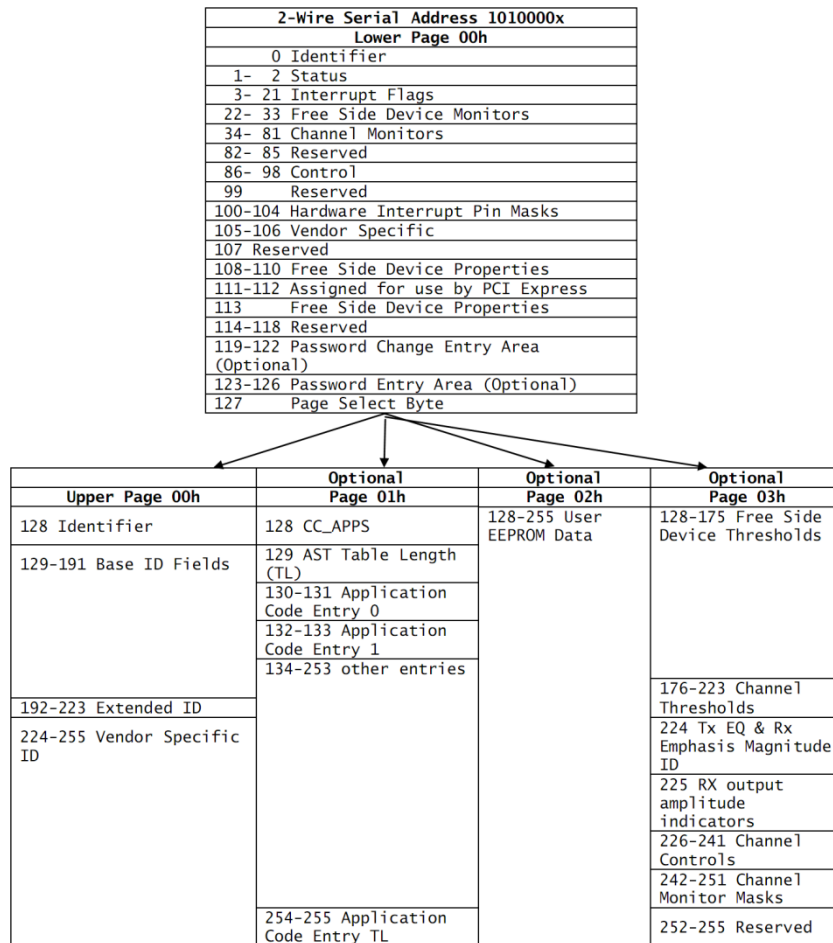 2-Wire Serial Address 1010000x
Lower Page 00h
0 Identifier
1- 2 Status
3- 21 Interrupt Flags
22- 33 Free Side Device Monitors
34- 81 Channel Monitors
82- 85 Reserved
86- 98 Control
99 Reserved
100-104 Hardware Interrupt Pin Masks
105-106 Vendor Specific
107 Reserved
108-110 Free Side Device Properties
111-112 Assigned for use by PCI Express
113 Free Side Device Properties
114-118 Reserved
119-122 Password Change Entry Area
(Optional)
123-126 Password Entry Area (Optional)
127 Page Select Byte
Upper Page 00h
128 Identifier
129-191 Base ID Fields
192-223 Extended ID
224-255 Vendor Specific
ID
Optional
Page 01h
128 CC_APPS
129 AST Table Length
(TL)
130-131 Application
Code Entry 0
132-133 Application
Code Entry 1
134-253 other entries
254-255 Application
Code Entry TL
Optional
Page 02h
128-255 User
EEPROM Data
Optional
Page 03h
128-175 Free Side
Device Thresholds
176-223 Channel
Thresholds
224 Tx EQ & Rx
Emphasis Magnitude
ID
225 RX output
amplitude
indicators
226-241 Channel
Controls
242-251 Channel
Monitor Masks
252-255 Reserved